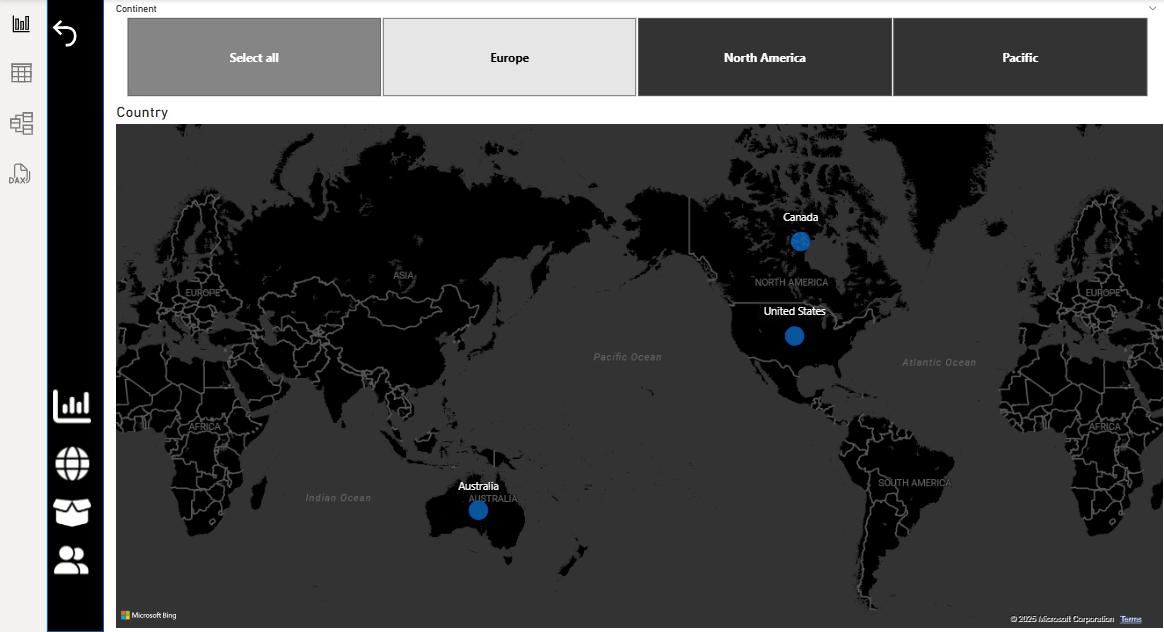 Continent
Select all
Europe
North America
Pacific
Country
DAX
Canada
ASIA
EUROPE
NORTH AMERICA
EUROPE
United States
Pacific Ocean
Atlantic Ocean
AFRICA
AFRICA
SOUTH AMERICA
Australia
AUSTRALIA
Indian Ocean
Microsoft Bing
© 2025 Microsoft Corporation Terms